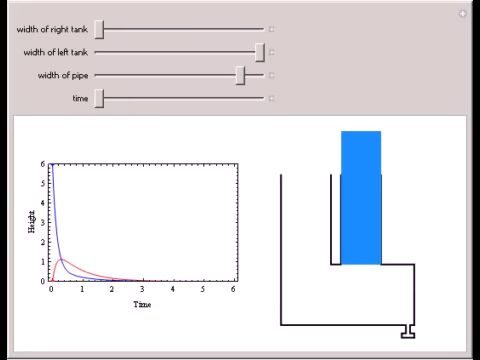 width of right tank
width of left tank
width of pipe
time
6
5
4
3
2
1
0
Height
0 1 2 3 4 5 6
Time